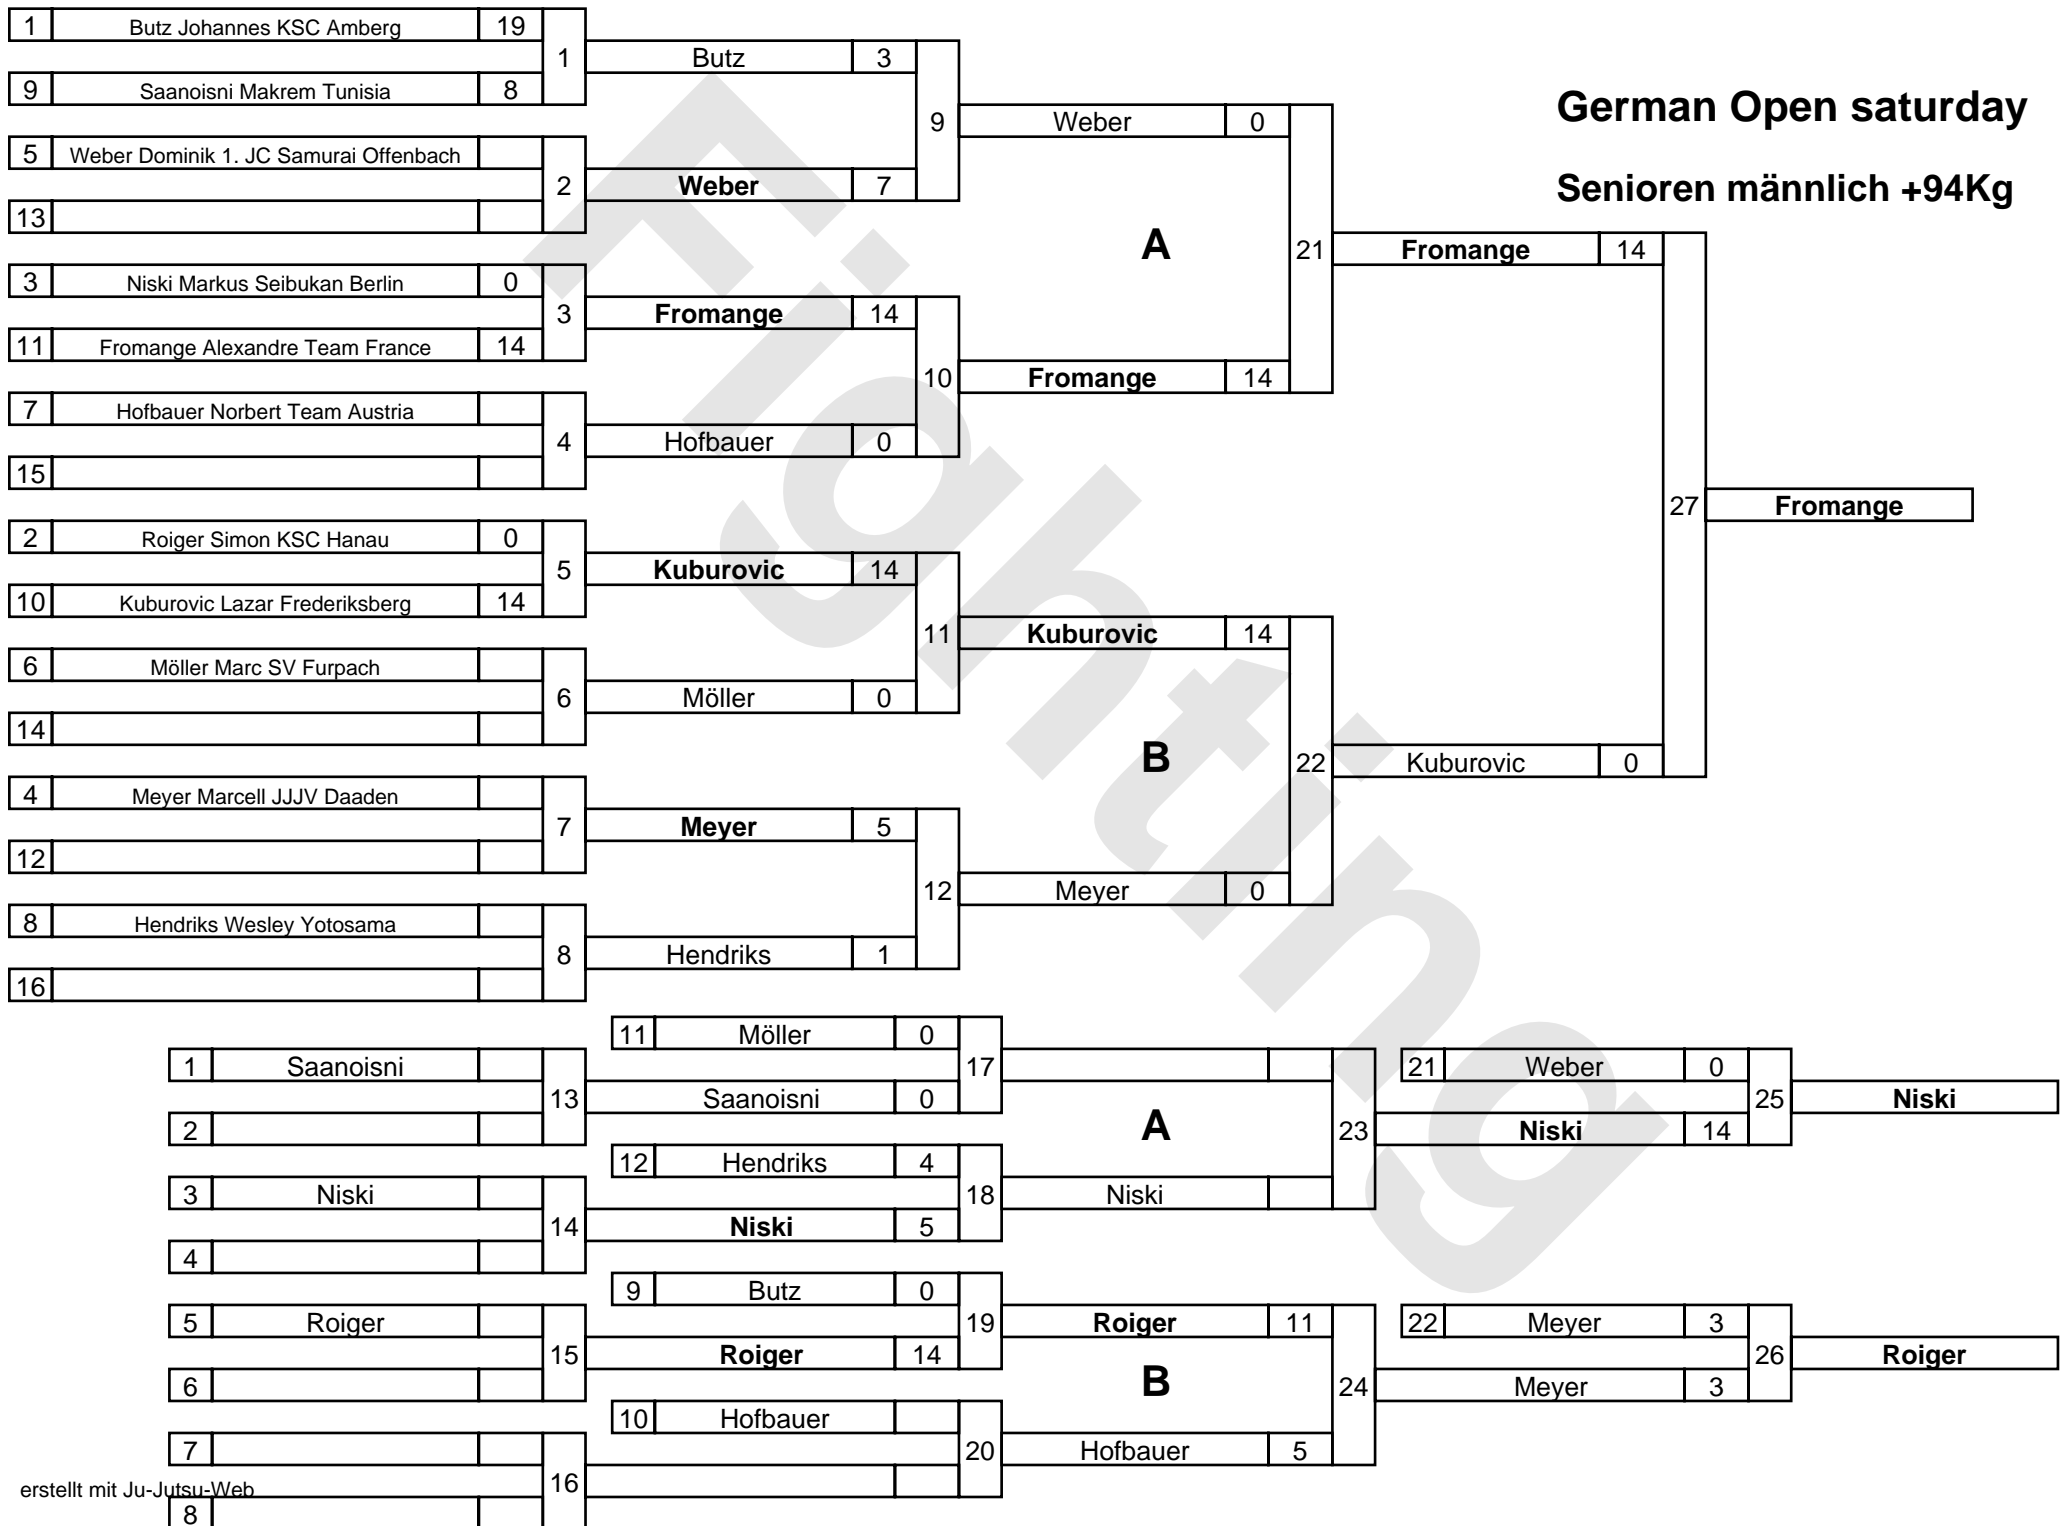 German Open saturday
Senioren männlich +94Kg
Fighting
1 Butz Johannes KSC Amberg 19
1
9 Saanoisni Makrem Tunisia 8
5 Weber Dominik 1. JC Samurai Offenbach
2
13
3 Niski Markus Seibukan Berlin 0
3
11 Fromange Alexandre Team France 14
7 Hofbauer Norbert Team Austria
4
15
2 Roiger Simon KSC Hanau 0
5
10 Kuburovic Lazar Frederiksberg 14
6 Möller Marc SV Furpach
6
14
4 Meyer Marcell JJJV Daaden
7
12
8 Hendriks Wesley Yotosama
8
16
Butz 3
9
Weber 7
Fromange 14
10
Hofbauer 0
Kuburovic 14
11
Möller 0
Meyer 5
12
Hendriks 1
Weber 0
A
21
Fromange 14
Kuburovic 14
B
22
Meyer 0
Fromange 14
27
Kuburovic 0
Fromange
1 Saanoisni
13
2
3 Niski
14
4
5 Roiger
15
6
7
16
8
11 Möller 0
17
Saanoisni 0
12 Hendriks 4
18
Niski 5
9 Butz 0
19
Roiger 14
10 Hofbauer
20
A
23
Niski
Roiger 11
B
24
Hofbauer 5
21 Weber 0
25
Niski 14
Niski
22 Meyer 3
26
Meyer 3
Roiger
erstellt mit Ju-Jutsu-Web